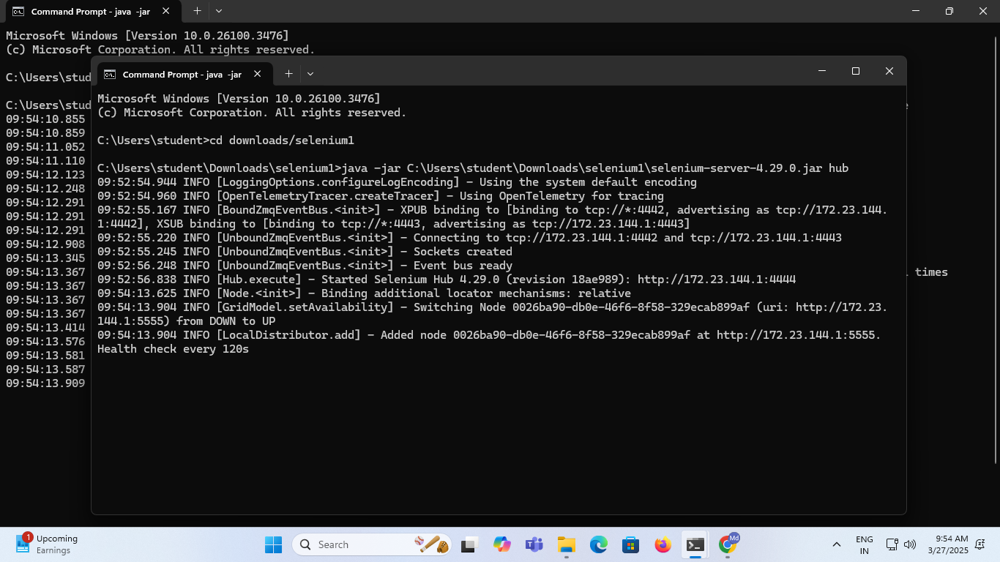 Command Prompt - java -jar
Microsoft Windows [Version 10.0.26100.3476]
(c) Microsoft Corporation. All rights reserved.
C:\Users\stud
C:\Users\stud
09:54:10.855
09:54:10.859
09:54:11.052
09:54:11.110
09:54:12.123
09:54:12.248
09:54:12.291
09:54:12.291
09:54:12.291
09:54:12.908
09:54:13.345
09:54:13.367
09:54:13.367
09:54:13.367
09:54:13.367
09:54:13.414
09:54:13.576
09:54:13.581
09:54:13.587
09:54:13.909
times
Command Prompt - java -jar
Microsoft Windows [Version 10.0.26100.3476]
(c) Microsoft Corporation. All rights reserved.
C:\Users\student>cd downloads/selenium1
C:\Users\student\Downloads\selenium1>java -jar C:\Users\student\Downloads\selenium1\selenium-server-4.29.0.jar hub
09:52:54.944 INFO [LoggingOptions.configureLogEncoding] - Using the system default encoding
09:52:54.960 INFO [OpenTelemetryTracer.createTracer] - Using OpenTelemetry for tracing
09:52:55.167 INFO [BoundZmqEventBus.<init>] - XPUB binding to [binding to tcp://*:4442, advertising as tcp://172.23.144.
1:4442], XSUB binding to [binding to tcp://*:4443, advertising as tcp://172.23.144.1:4443]
09:52:55.220 INFO [UnboundZmqEventBus.<init>] - Connecting to tcp://172.23.144.1:4442 and tcp://172.23.144.1:4443
09:52:55.245 INFO [UnboundZmqEventBus.<init>] - Sockets created
09:52:56.248 INFO [UnboundZmqEventBus.<init>] - Event bus ready
09:52:56.838 INFO [Hub.execute] - Started Selenium Hub 4.29.0 (revision 18ae989): http://172.23.144.1:4444
09:54:13.625 INFO [Node.<init>] - Binding additional locator mechanisms: relative
09:54:13.904 INFO [GridModel.setAvailability] - Switching Node 0026ba90-db0e-46f6-8f58-329ecab899af (uri: http://172.23.
144.1:5555) from DOWN to UP
09:54:13.904 INFO [LocalDistributor.add] - Added node 0026ba90-db0e-46f6-8f58-329ecab899af at http://172.23.144.1:5555.
Health check every 120s
1
Upcoming
Earnings
Search
Md
ENG
IN
9:54 AM
3/27/2025